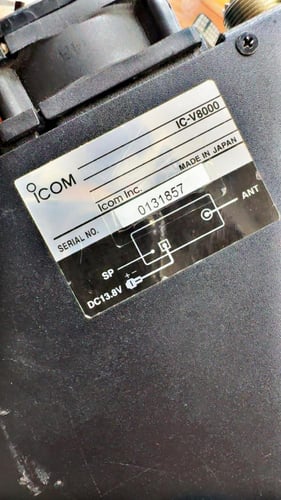 IC-V8000
ICOM
Icom Inc.
MADE IN JAPAN
SERIAL NO. 0131857
ANT
SP
+ -
DC13.8V